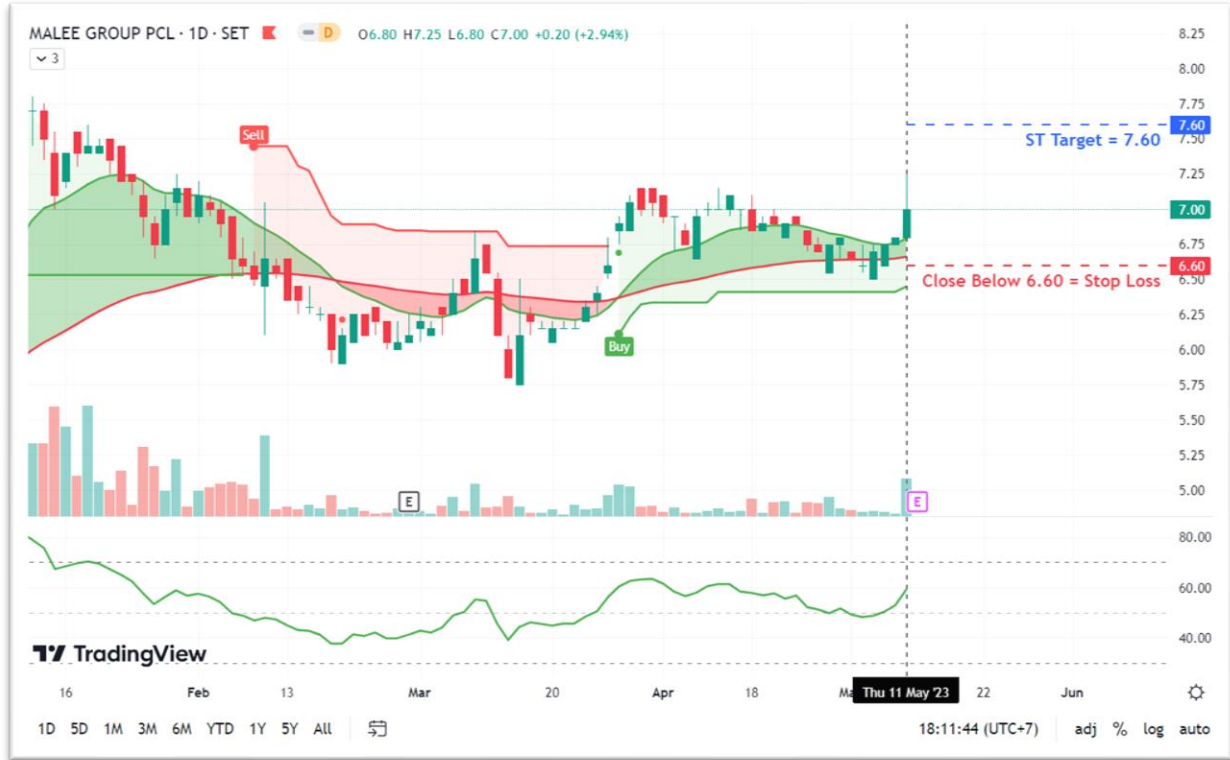 MALEE GROUP PCL · 1D · SET D O6.80 H7.25 L6.80 C7.00 +0.20 (+2.94%)
3
8.25
8.00
7.75
7.60
ST Target = 7.60
7.50
Sell
7.25
7.00
6.75
6.60
Close Below 6.60 = Stop Loss
6.50
6.25
Buy
6.00
5.75
5.50
5.25
5.00
E
E
80.00
60.00
40.00
TradingView
16 Feb 13 Mar 20 Apr 18 Thu 11 May '23 22 Jun
1D 5D 1M 3M 6M YTD 1Y 5Y All 18:11:44 (UTC+7) adj % log auto